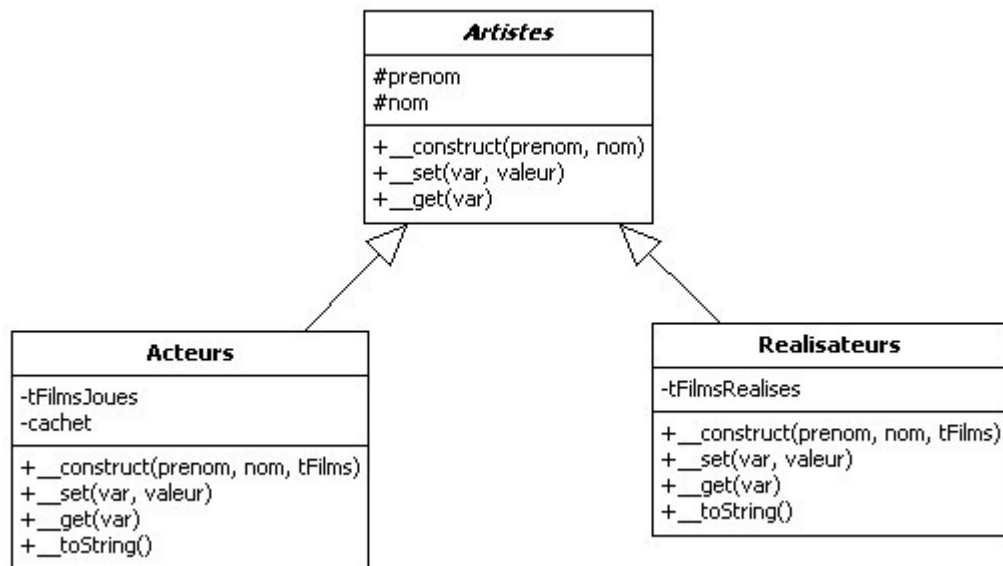 Artistes
#prenom
#nom
+__construct(prenom, nom)
+__set(var, valeur)
+__get(var)
Acteurs
-tFilmsJoues
-cachet
+__construct(prenom, nom, tFilms)
+__set(var, valeur)
+__get(var)
+__toString()
Realisateurs
-tFilmsRealises
+__construct(prenom, nom, tFilms)
+__set(var, valeur)
+__get(var)
+__toString()